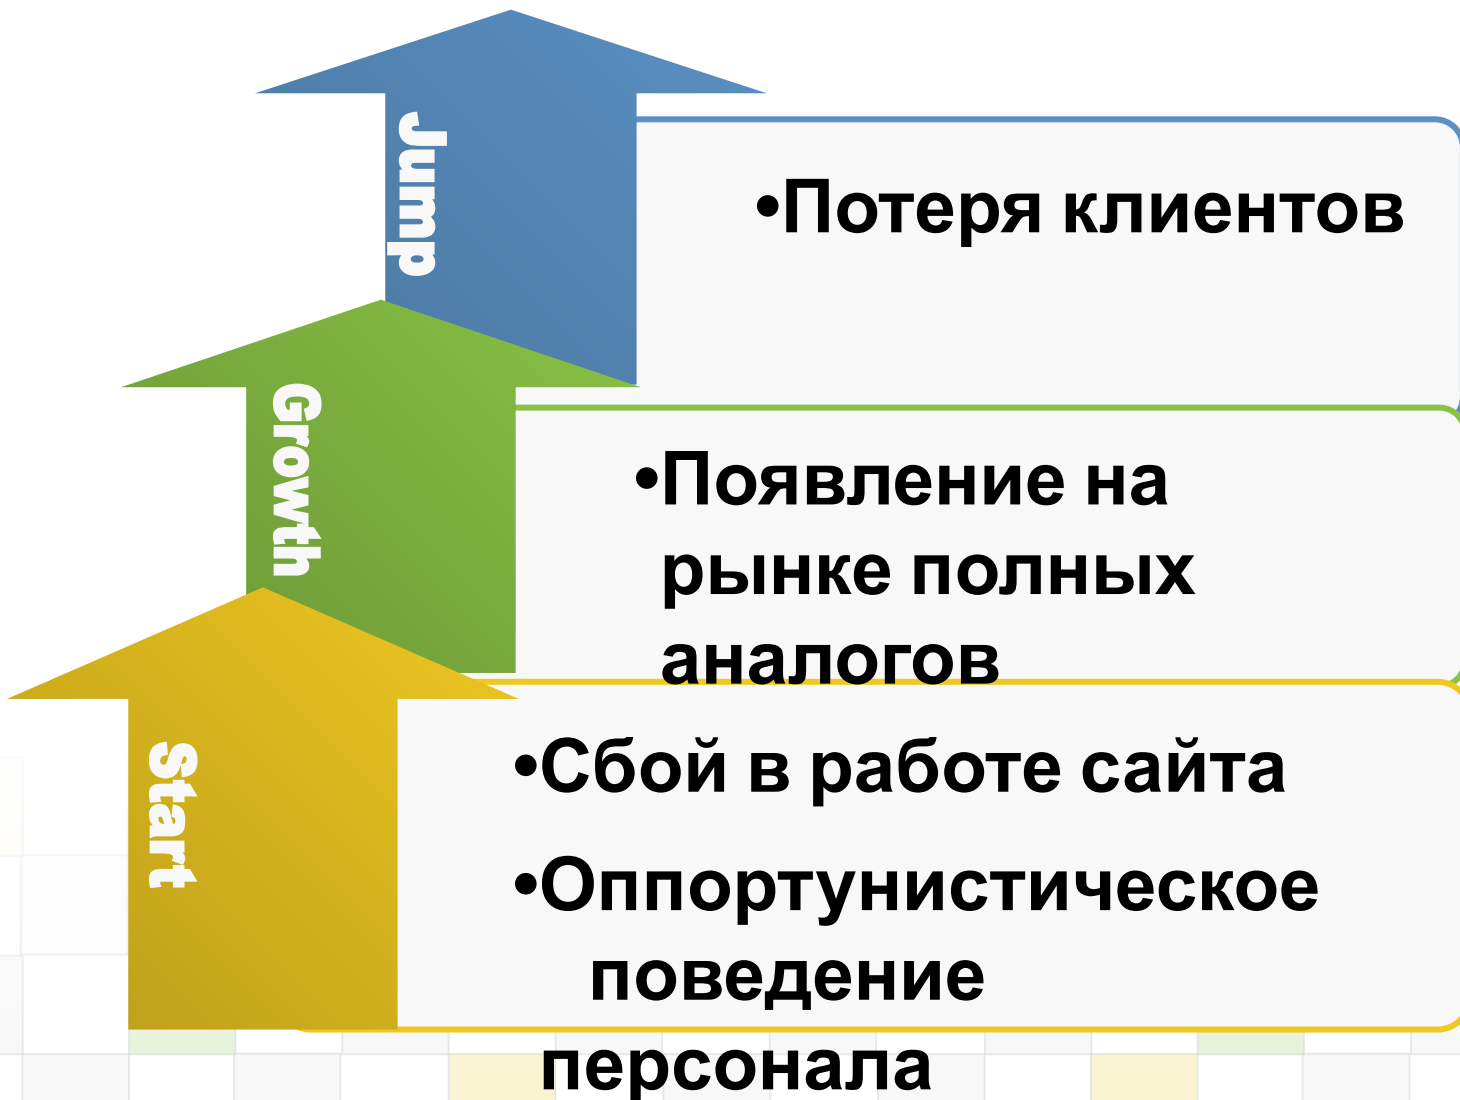 Jump
•Потеря клиентов
Growth
•Появление на
рынке полных
аналогов
Start
•Сбой в работе сайта
•Оппортунистическое
поведение
персонала